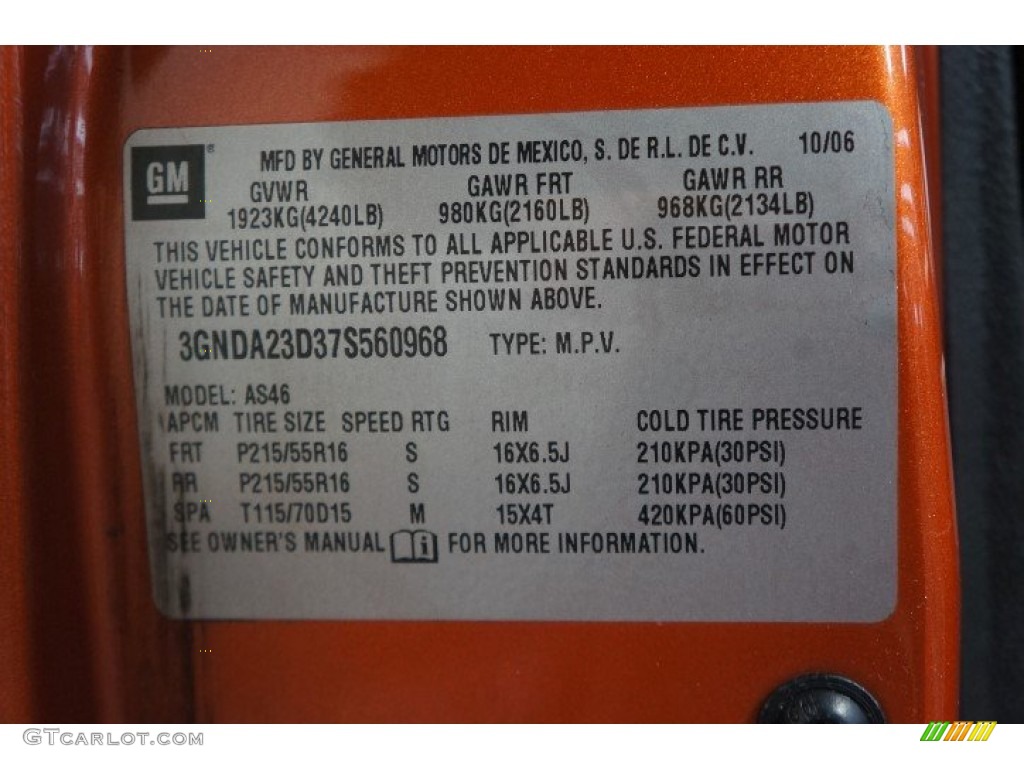 GM®
MFD BY GENERAL MOTORS DE MEXICO, S. DE R.L. DE C.V. 10/06
GVWR GAWR FRT GAWR RR
1923KG(4240LB) 980KG(2160LB) 968KG(2134LB)
THIS VEHICLE CONFORMS TO ALL APPLICABLE U.S. FEDERAL MOTOR
VEHICLE SAFETY AND THEFT PREVENTION STANDARDS IN EFFECT ON
THE DATE OF MANUFACTURE SHOWN ABOVE.
3GNDA23D37S560968 TYPE: M.P.V.
MODEL: AS46
APCM TIRE SIZE SPEED RTG RIM COLD TIRE PRESSURE
FRT P215/55R16 S 16X6.5J 210KPA(30PSI)
RR P215/55R16 S 16X6.5J 210KPA(30PSI)
SPA T115/70D15 M 15X4T 420KPA(60PSI)
SEE OWNER'S MANUAL i FOR MORE INFORMATION.
GTCarLot.com